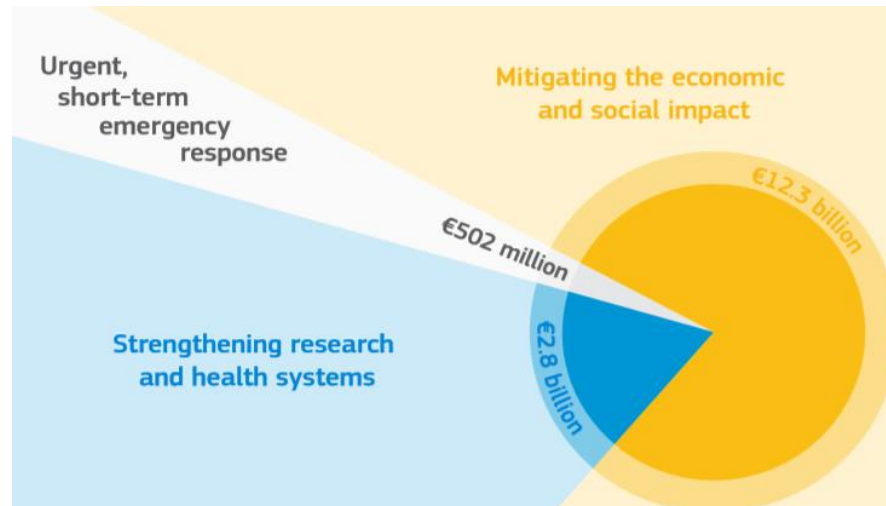 Urgent,
short-term
emergency
response
Mitigating the economic
and social impact
€12.3 billion
€502 million
Strengthening research
and health systems
€2.8 billion